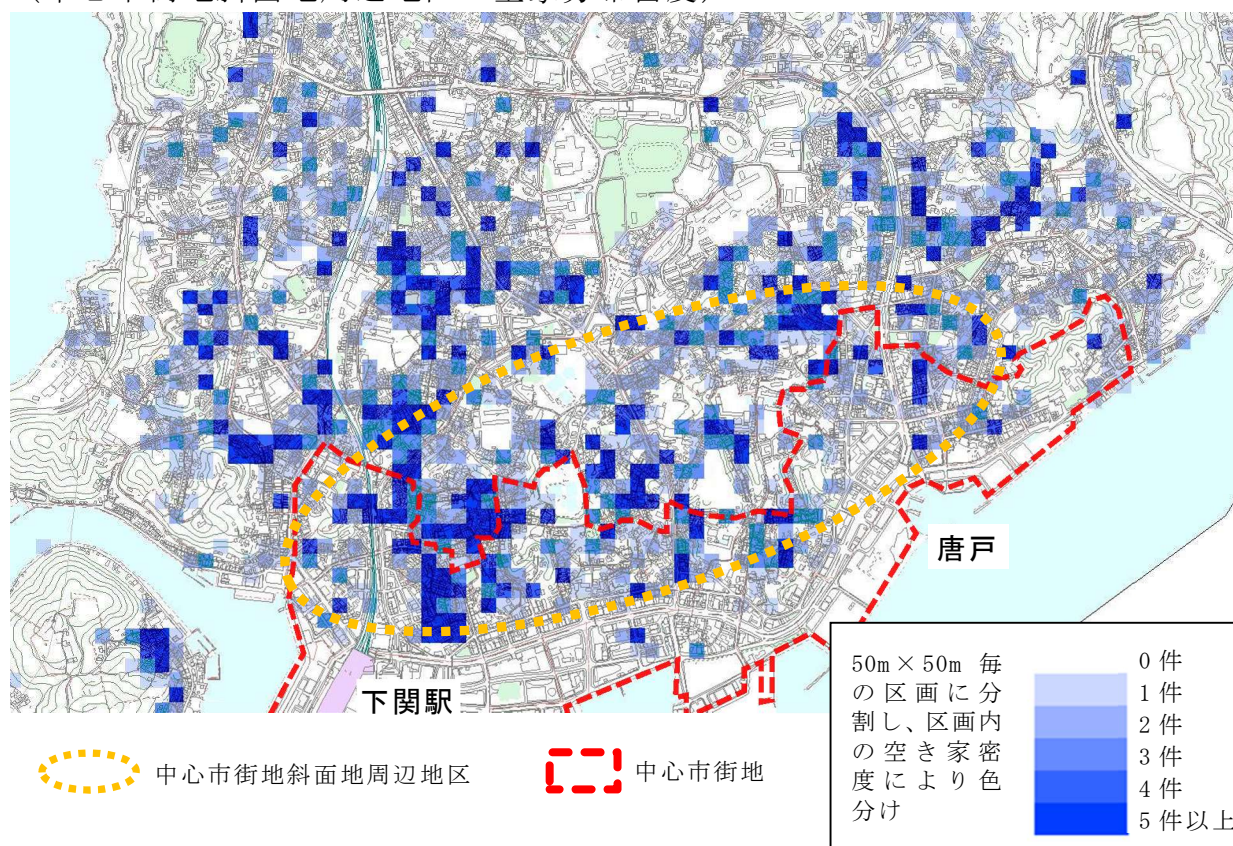 唐戸
下関駅
中心市街地斜面地周辺地区
中心市街地
50m×50m 毎
の区画に分
割し、区画内
の空き家密
度により色
分け
0件
1件
2件
3件
4件
5件以上